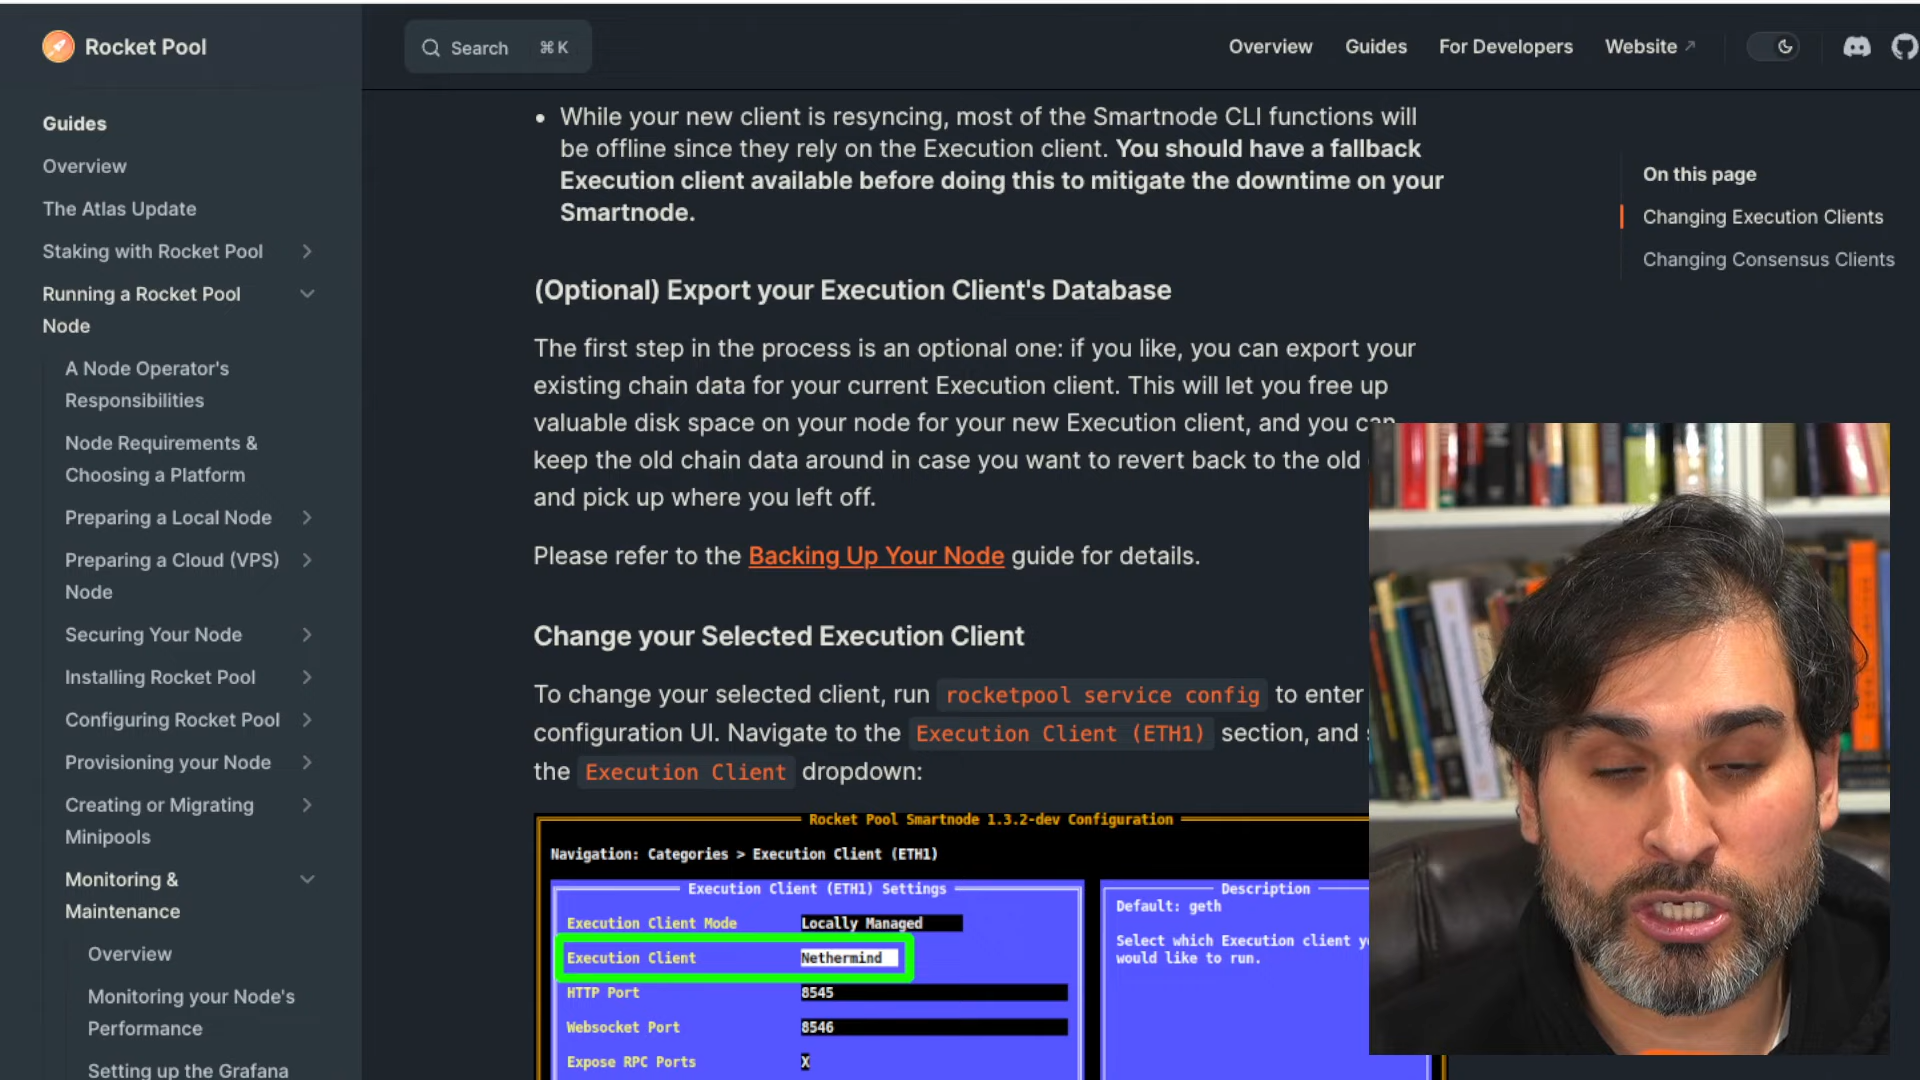 Rocket Pool
Search ⌘ K
Overview
Guides
For Developers
Website
Guides
Overview
The Atlas Update
Staking with Rocket Pool
Running a Rocket Pool
Node
A Node Operator's
Responsibilities
Node Requirements &
Choosing a Platform
Preparing a Local Node
Preparing a Cloud (VPS)
Node
Securing Your Node
Installing Rocket Pool
Configuring Rocket Pool
Provisioning your Node
Creating or Migrating
Minipools
Monitoring &
Maintenance
Overview
Monitoring your Node's
Performance
Setting up the Grafana
• While your new client is resyncing, most of the Smartnode CLI functions will
be offline since they rely on the Execution client. You should have a fallback
Execution client available before doing this to mitigate the downtime on your
Smartnode.
(Optional) Export your Execution Client's Database
The first step in the process is an optional one: if you like, you can export your
existing chain data for your current Execution client. This will let you free up
valuable disk space on your node for your new Execution client, and you can
keep the old chain data around in case you want to revert back to the old
and pick up where you left off.
Please refer to the Backing Up Your Node guide for details.
Change your Selected Execution Client
To change your selected client, run rocketpool service config to enter
configuration UI. Navigate to the Execution Client (ETH1) section, and
the Execution Client dropdown:
Rocket Pool Smartnode 1.3.2-dev Configuration
Navigation: Categories > Execution Client (ETH1)
Execution Client (ETH1) Settings
Execution Client Mode Locally Managed
Execution Client Nethermind
HTTP Port 8545
Websocket Port 8546
Expose RPC Ports X
Description
Default: geth
Select which Execution client
would like to run.
On this page
Changing Execution Clients
Changing Consensus Clients